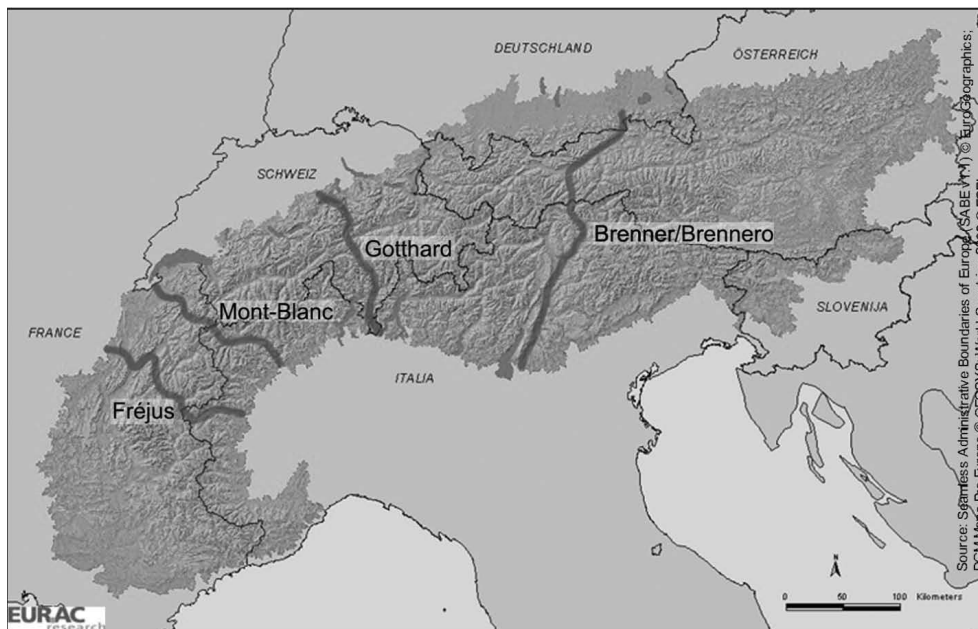 DEUTSCHLAND
ÖSTERREICH
SCHWEIZ
Gotthard
Brenner/Brennero
Mont-Blanc
SLOVENIJA
FRANCE
ITALIA
Fréjus
N
0 50 100
Kilometers
EURAC
research
Source: Seamless Administrative Boundaries of Europe (SABE V1.1) © EuroGeographics;